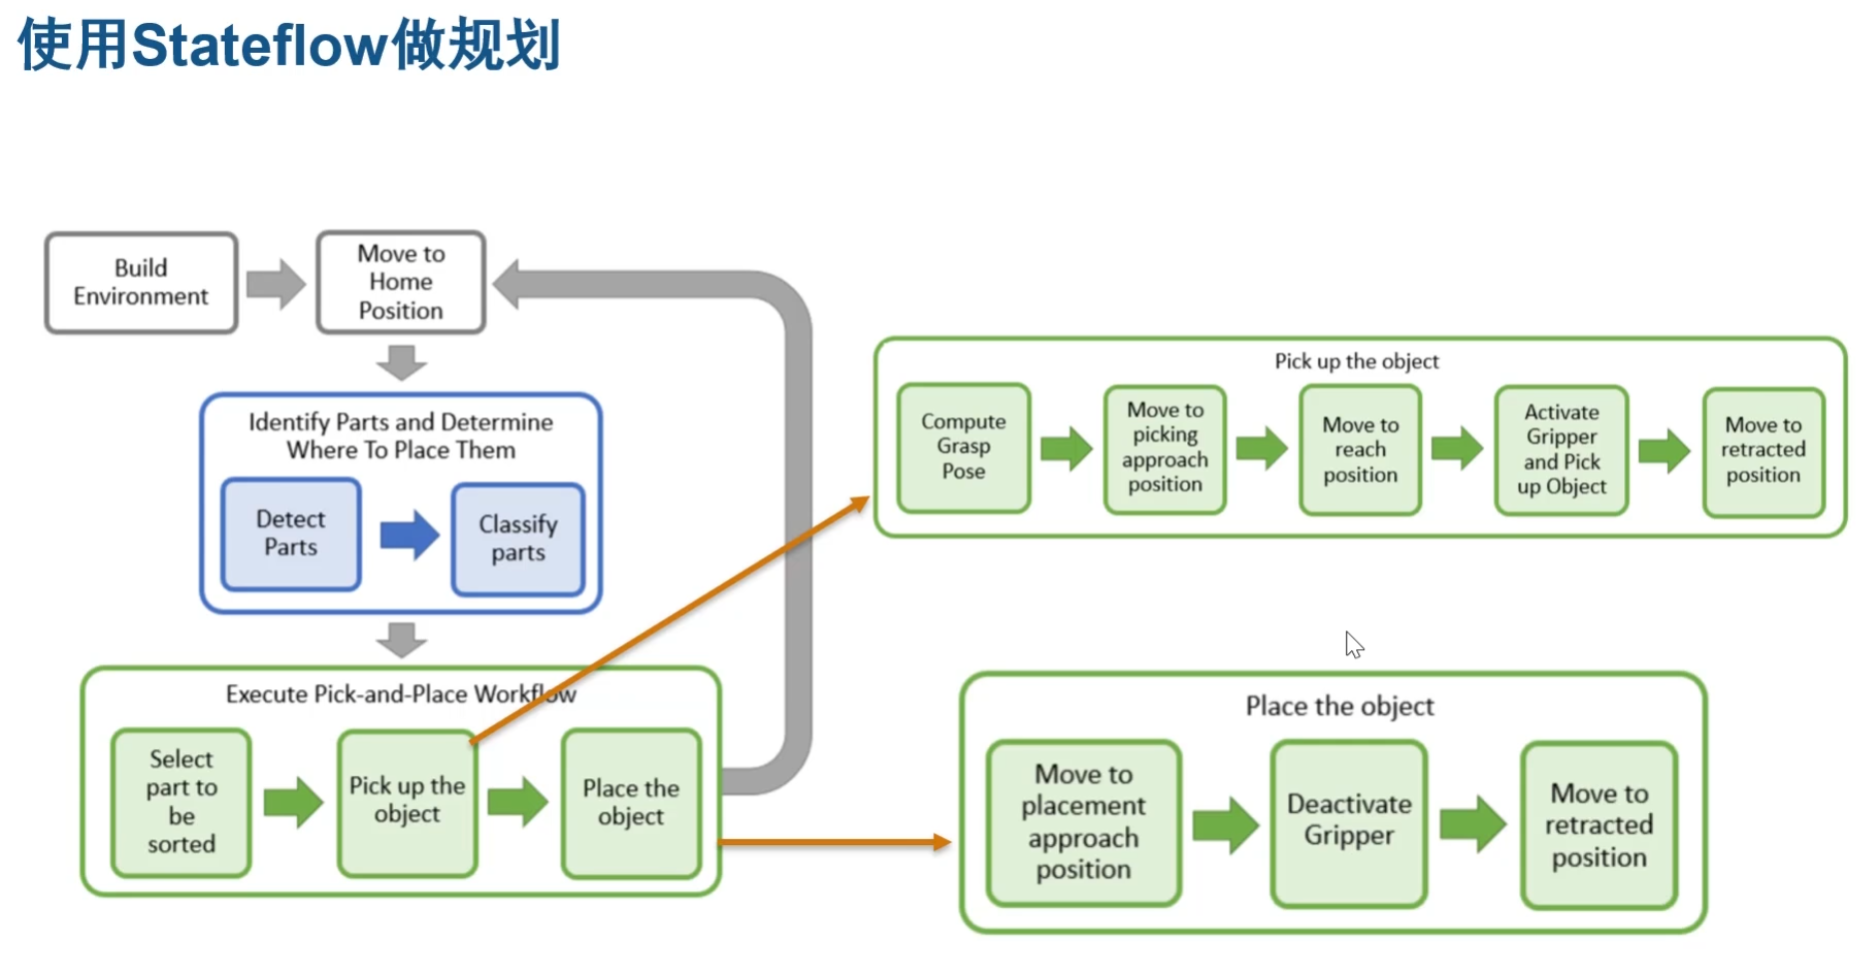 使用Stateflow做规划
Build
Environment
Move to
Home
Position
Identify Parts and Determine
Where To Place Them
Detect
Parts
Classify
parts
Execute Pick-and-Place Workflow
Select
part to
be
sorted
Pick up the
object
Place the
object
Pick up the object
Compute
Grasp
Pose
Move to
picking
approach
position
Move to
reach
position
Activate
Gripper
and Pick
up Object
Move to
retracted
position
Place the object
Move to
placement
approach
position
Deactivate
Gripper
Move to
retracted
position